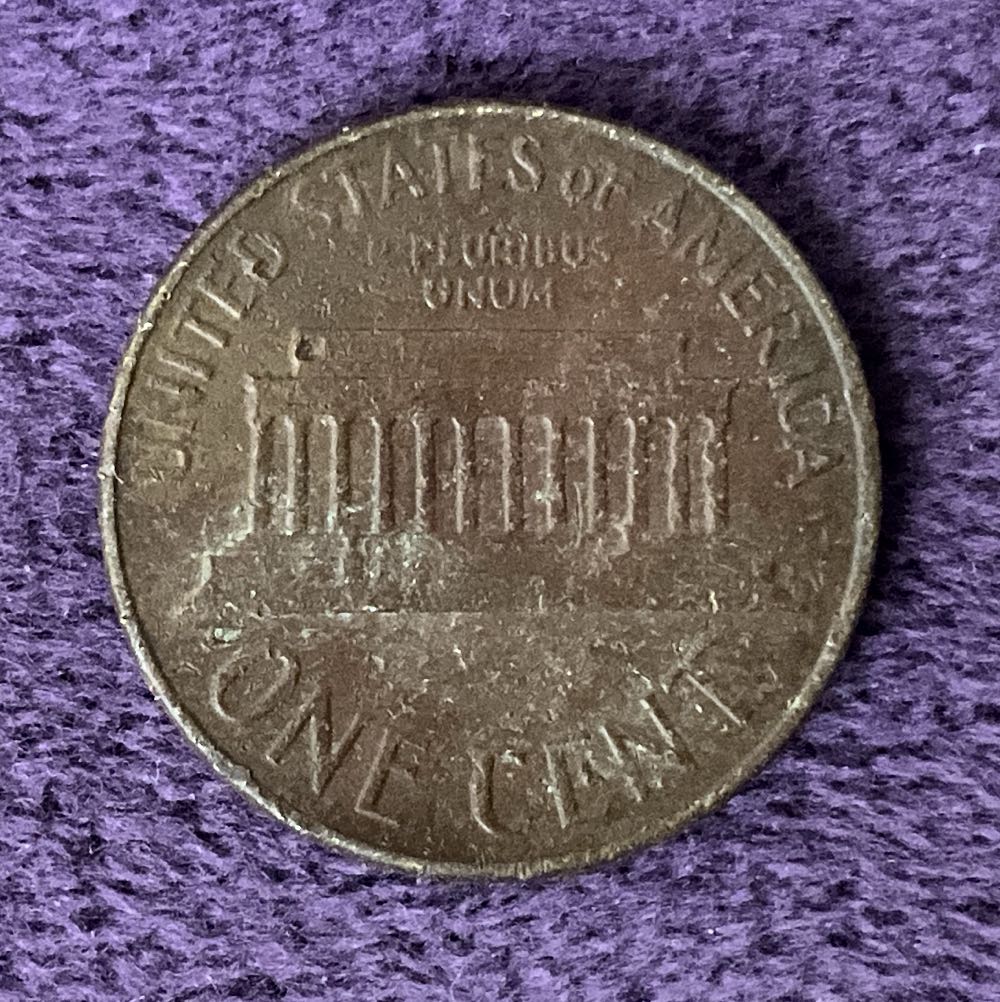 UNITED STATES OF AMERICA
E PLURIBUS
UNUM
ONE CENT